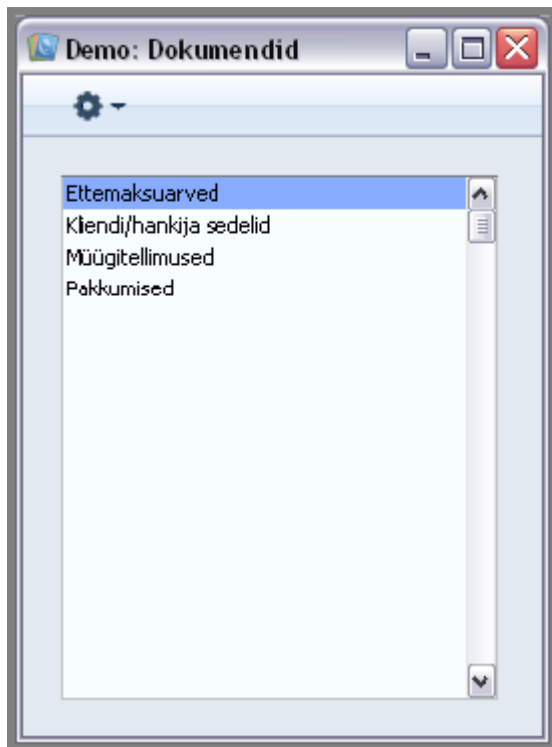 Demo: Dokumendid
Ettemaksuarved
Kliendi/hankija sedelid
Müügitellimused
Pakkumised